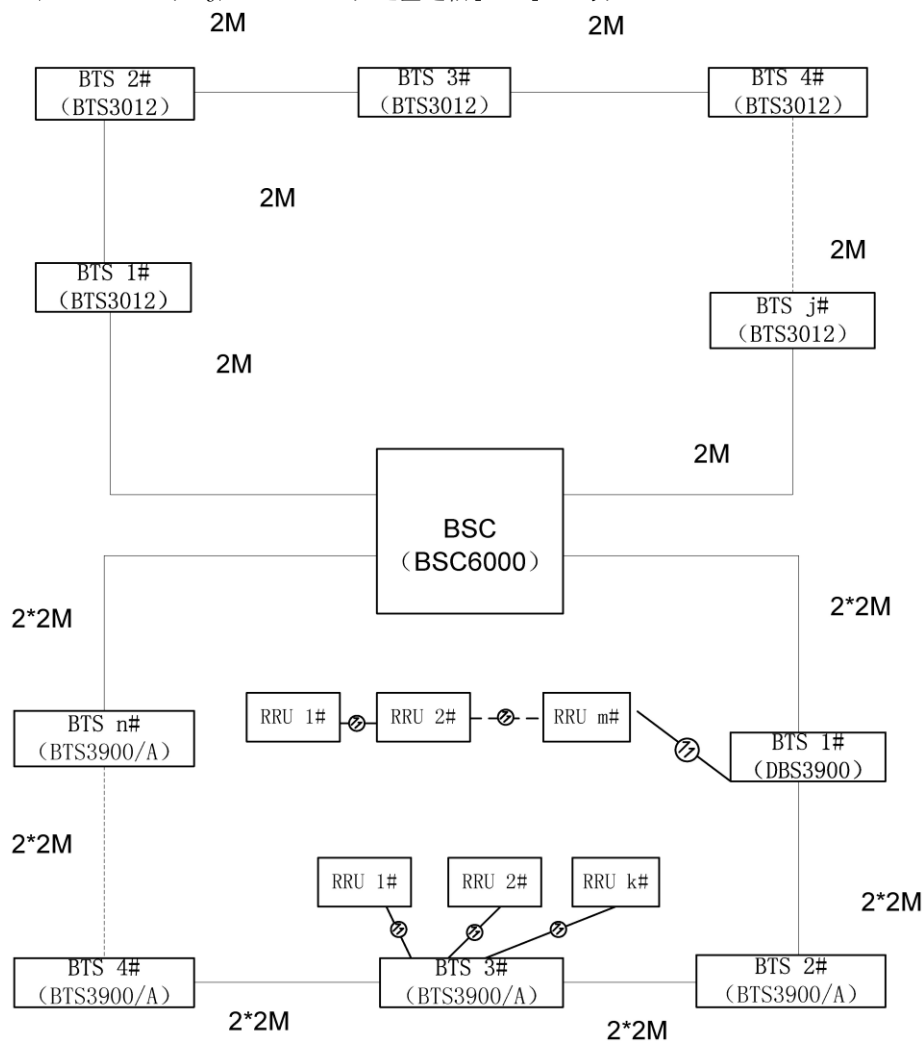 2M
2M
BTS 2#
(BTS3012)
BTS 3#
(BTS3012)
BTS 4#
(BTS3012)
2M
2M
BTS 1#
(BTS3012)
BTS j#
(BTS3012)
2M
2M
BSC
（BSC6000）
2*2M
2*2M
RRU 1#
RRU 2#
RRU m#
BTS n#
(BTS3900/A)
BTS 1#
(DBS3900)
2*2M
RRU 1#
RRU 2#
RRU k#
2*2M
BTS 4#
(BTS3900/A)
BTS 3#
(BTS3900/A)
BTS 2#
(BTS3900/A)
2*2M
2*2M